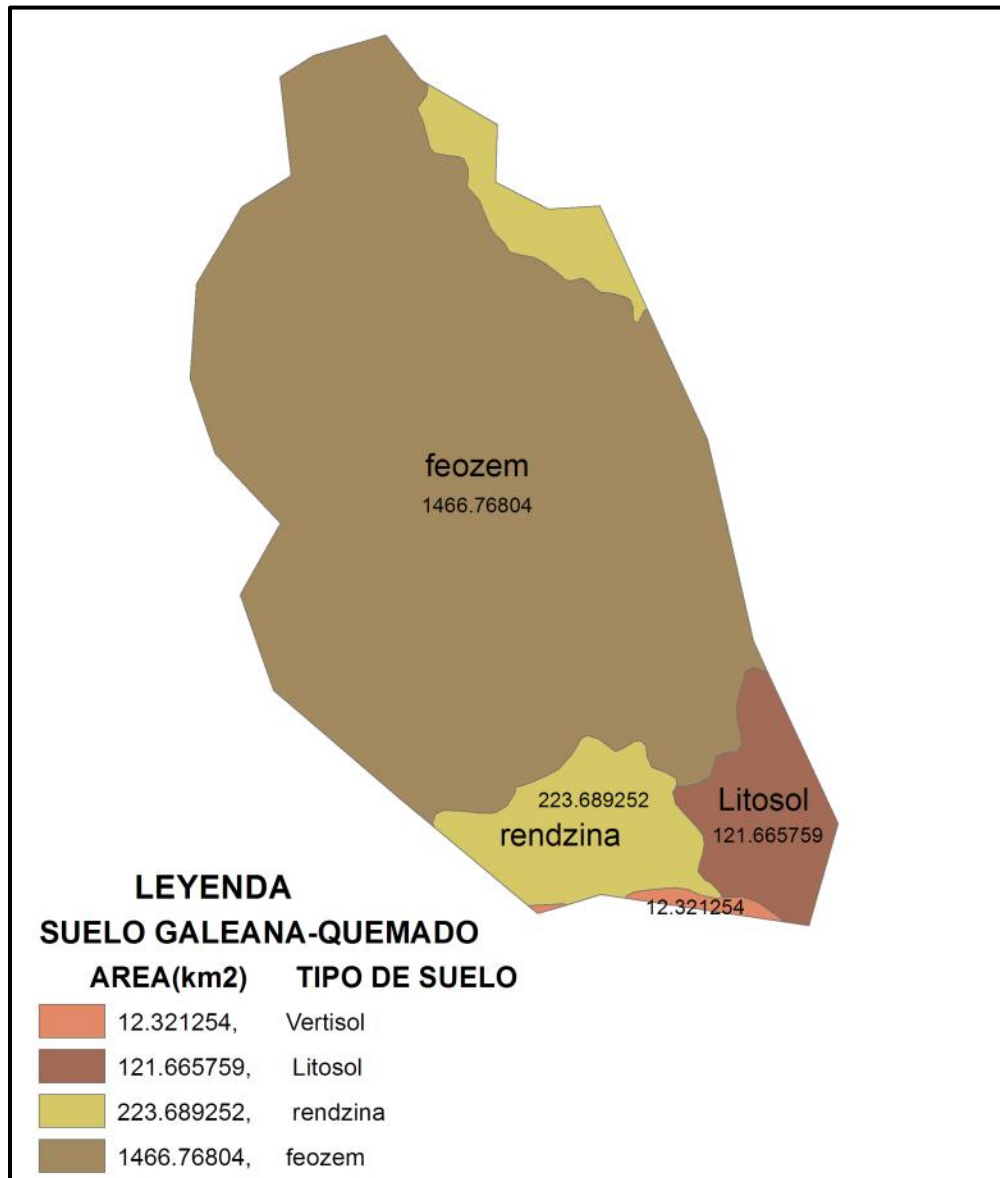 feozem
1466.76804
223.689252
rendzina
Litosol
121.665759
12.321254
LEYENDA
SUELO GALEANA-QUEMADO
AREA(km2) TIPO DE SUELO
12.321254, Vertisol
121.665759, Litosol
223.689252, rendzina
1466.76804, feozem